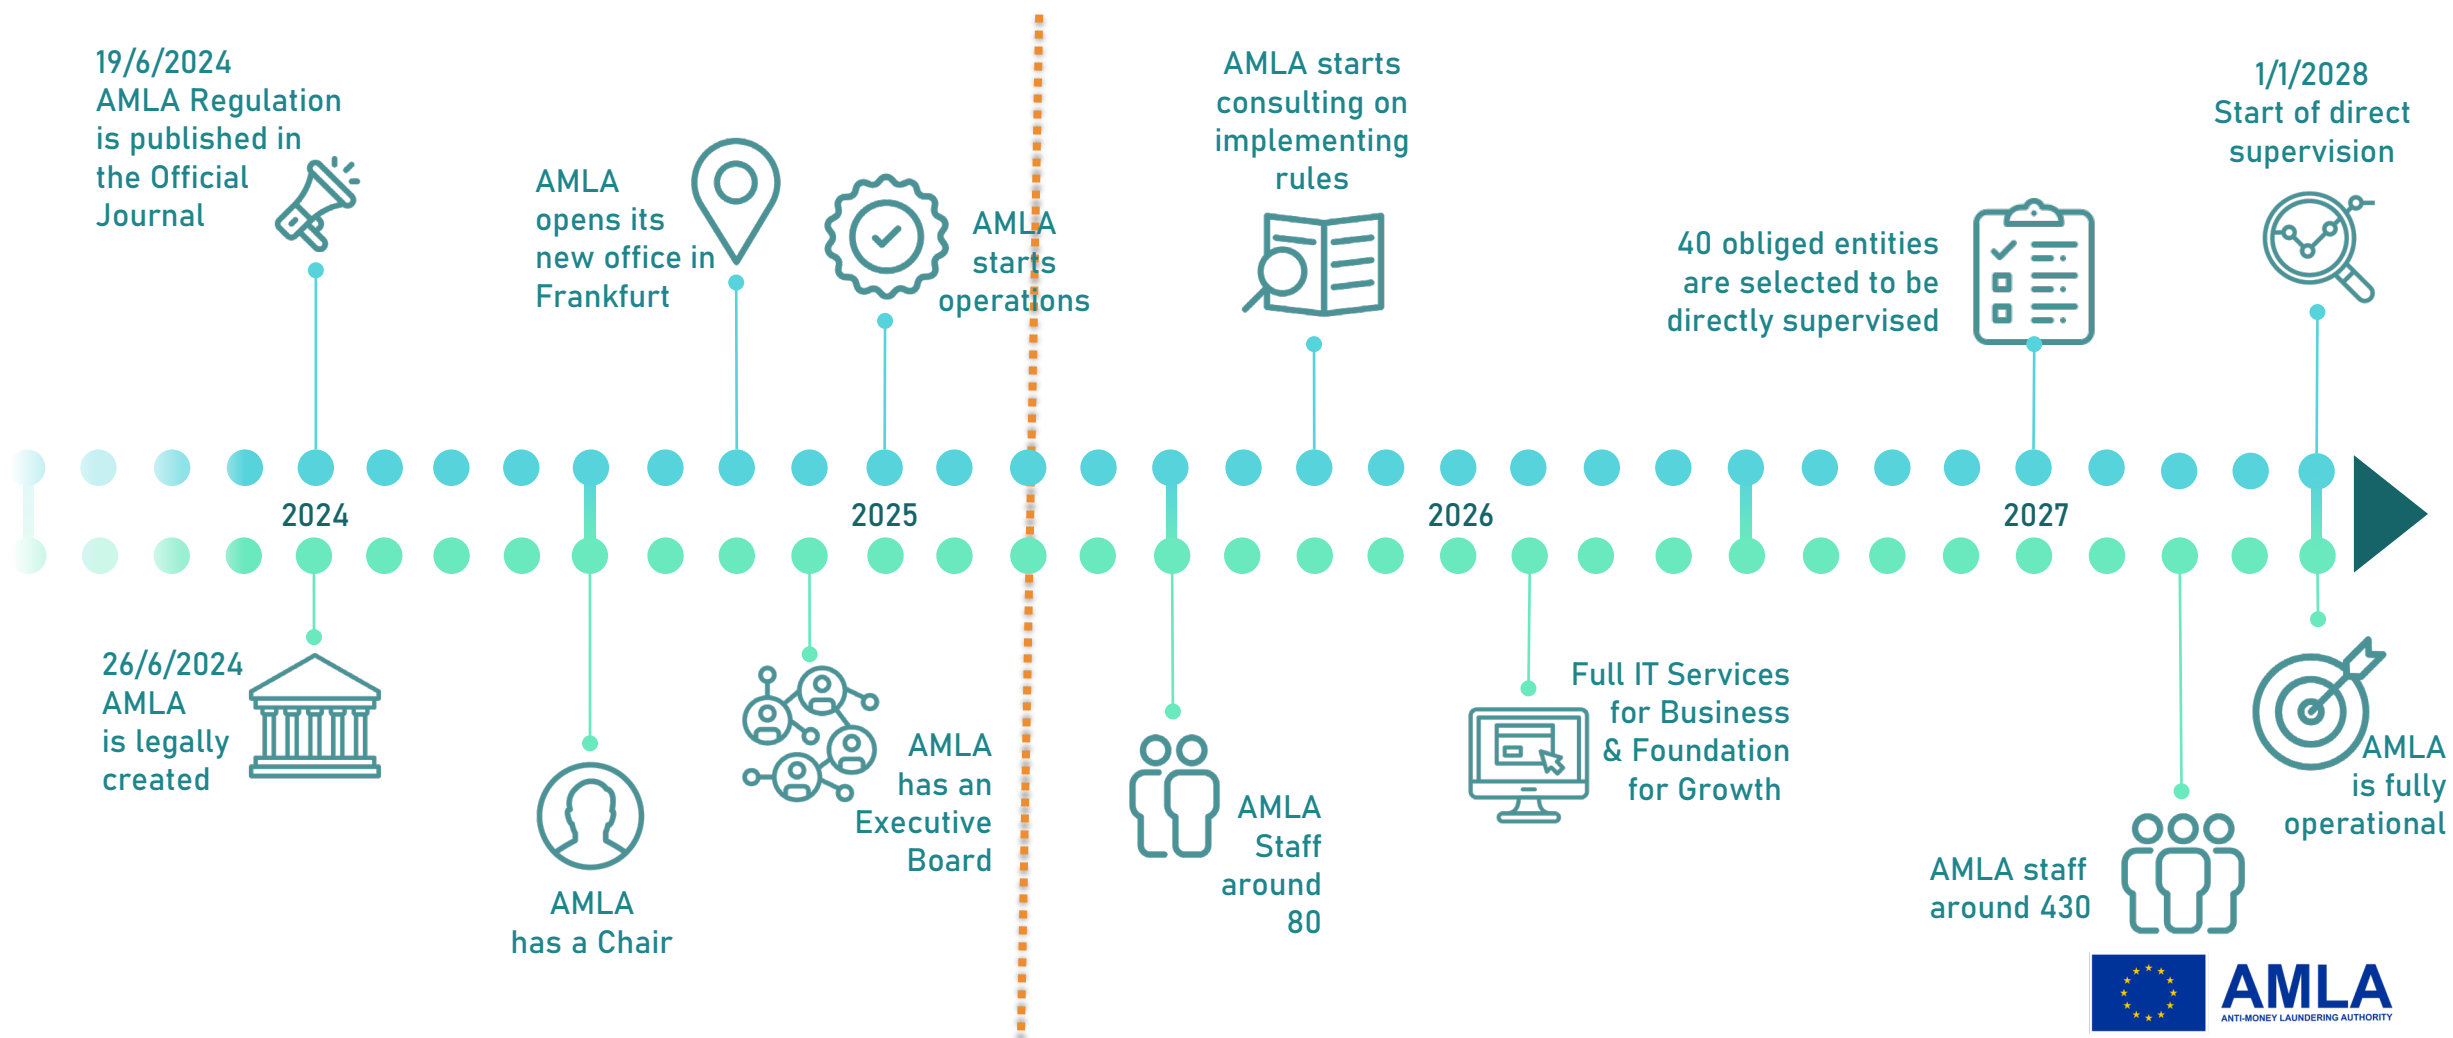 19/6/2024
AMLA Regulation
is published in
the Official
Journal
AMLA
opens its
new office in
Frankfurt
AMLA
starts
operations
AMLA starts
consulting on
implementing
rules
40 obliged entities
are selected to be
directly supervised
1/1/2028
Start of direct
supervision
2024
2025
2026
2027
26/6/2024
AMLA
is legally
created
AMLA
has a Chair
AMLA
has an
Executive
Board
AMLA
Staff
around
80
Full IT Services
for Business
& Foundation
for Growth
AMLA staff
around 430
AMLA
is fully
operational
AMLA
ANTI-MONEY LAUNDERING AUTHORITY